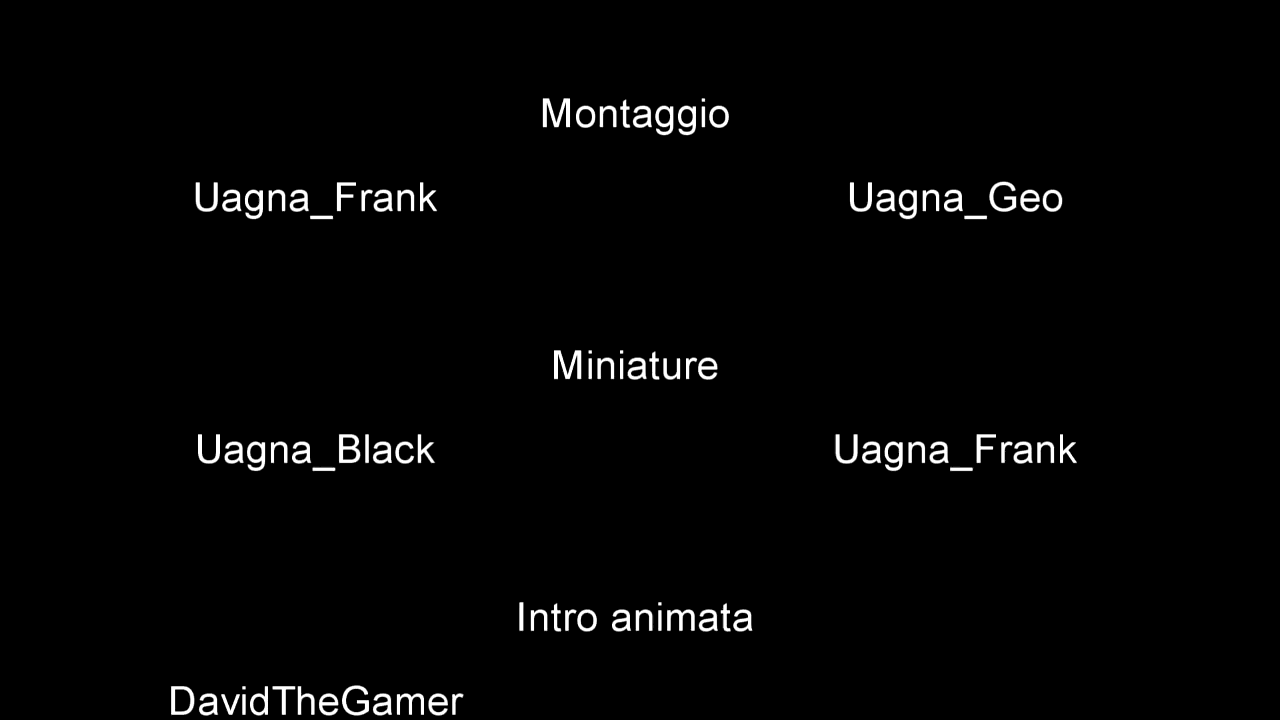 Montaggio
Uagna_Frank Uagna_Geo
Miniature
Uagna_Black Uagna_Frank
Intro animata
DavidTheGamer